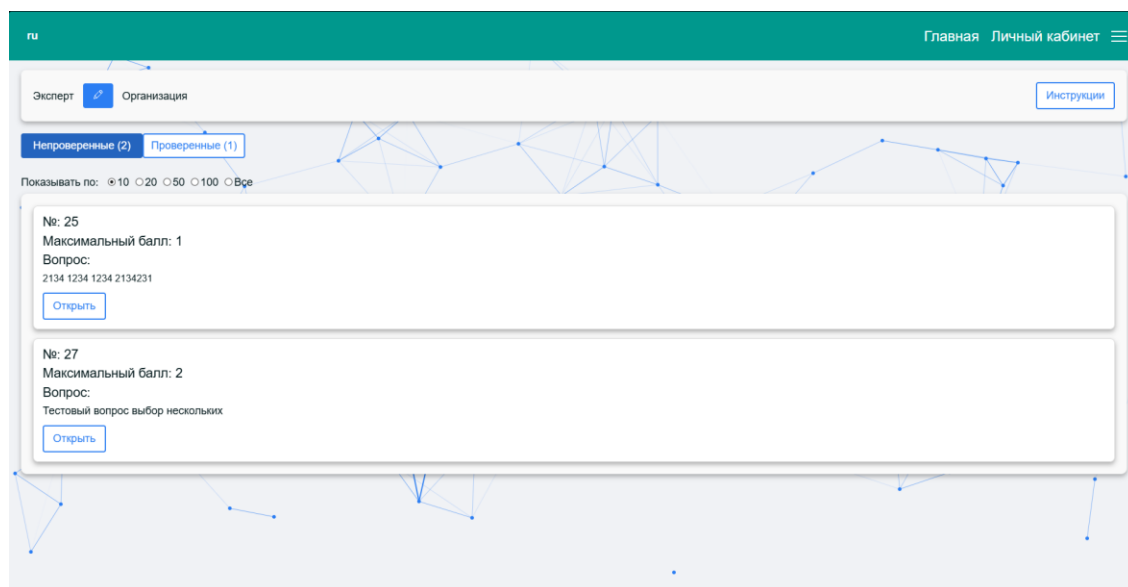 ru Главная Личный кабинет
Эксперт Организация Инструкции
Непроверенные (2) Проверенные (1)
Показывать по: 10 20 50 100 Все
№: 25
Максимальный балл: 1
Вопрос:
2134 1234 1234 2134231
Открыть
№: 27
Максимальный балл: 2
Вопрос:
Тестовый вопрос выбор нескольких
Открыть